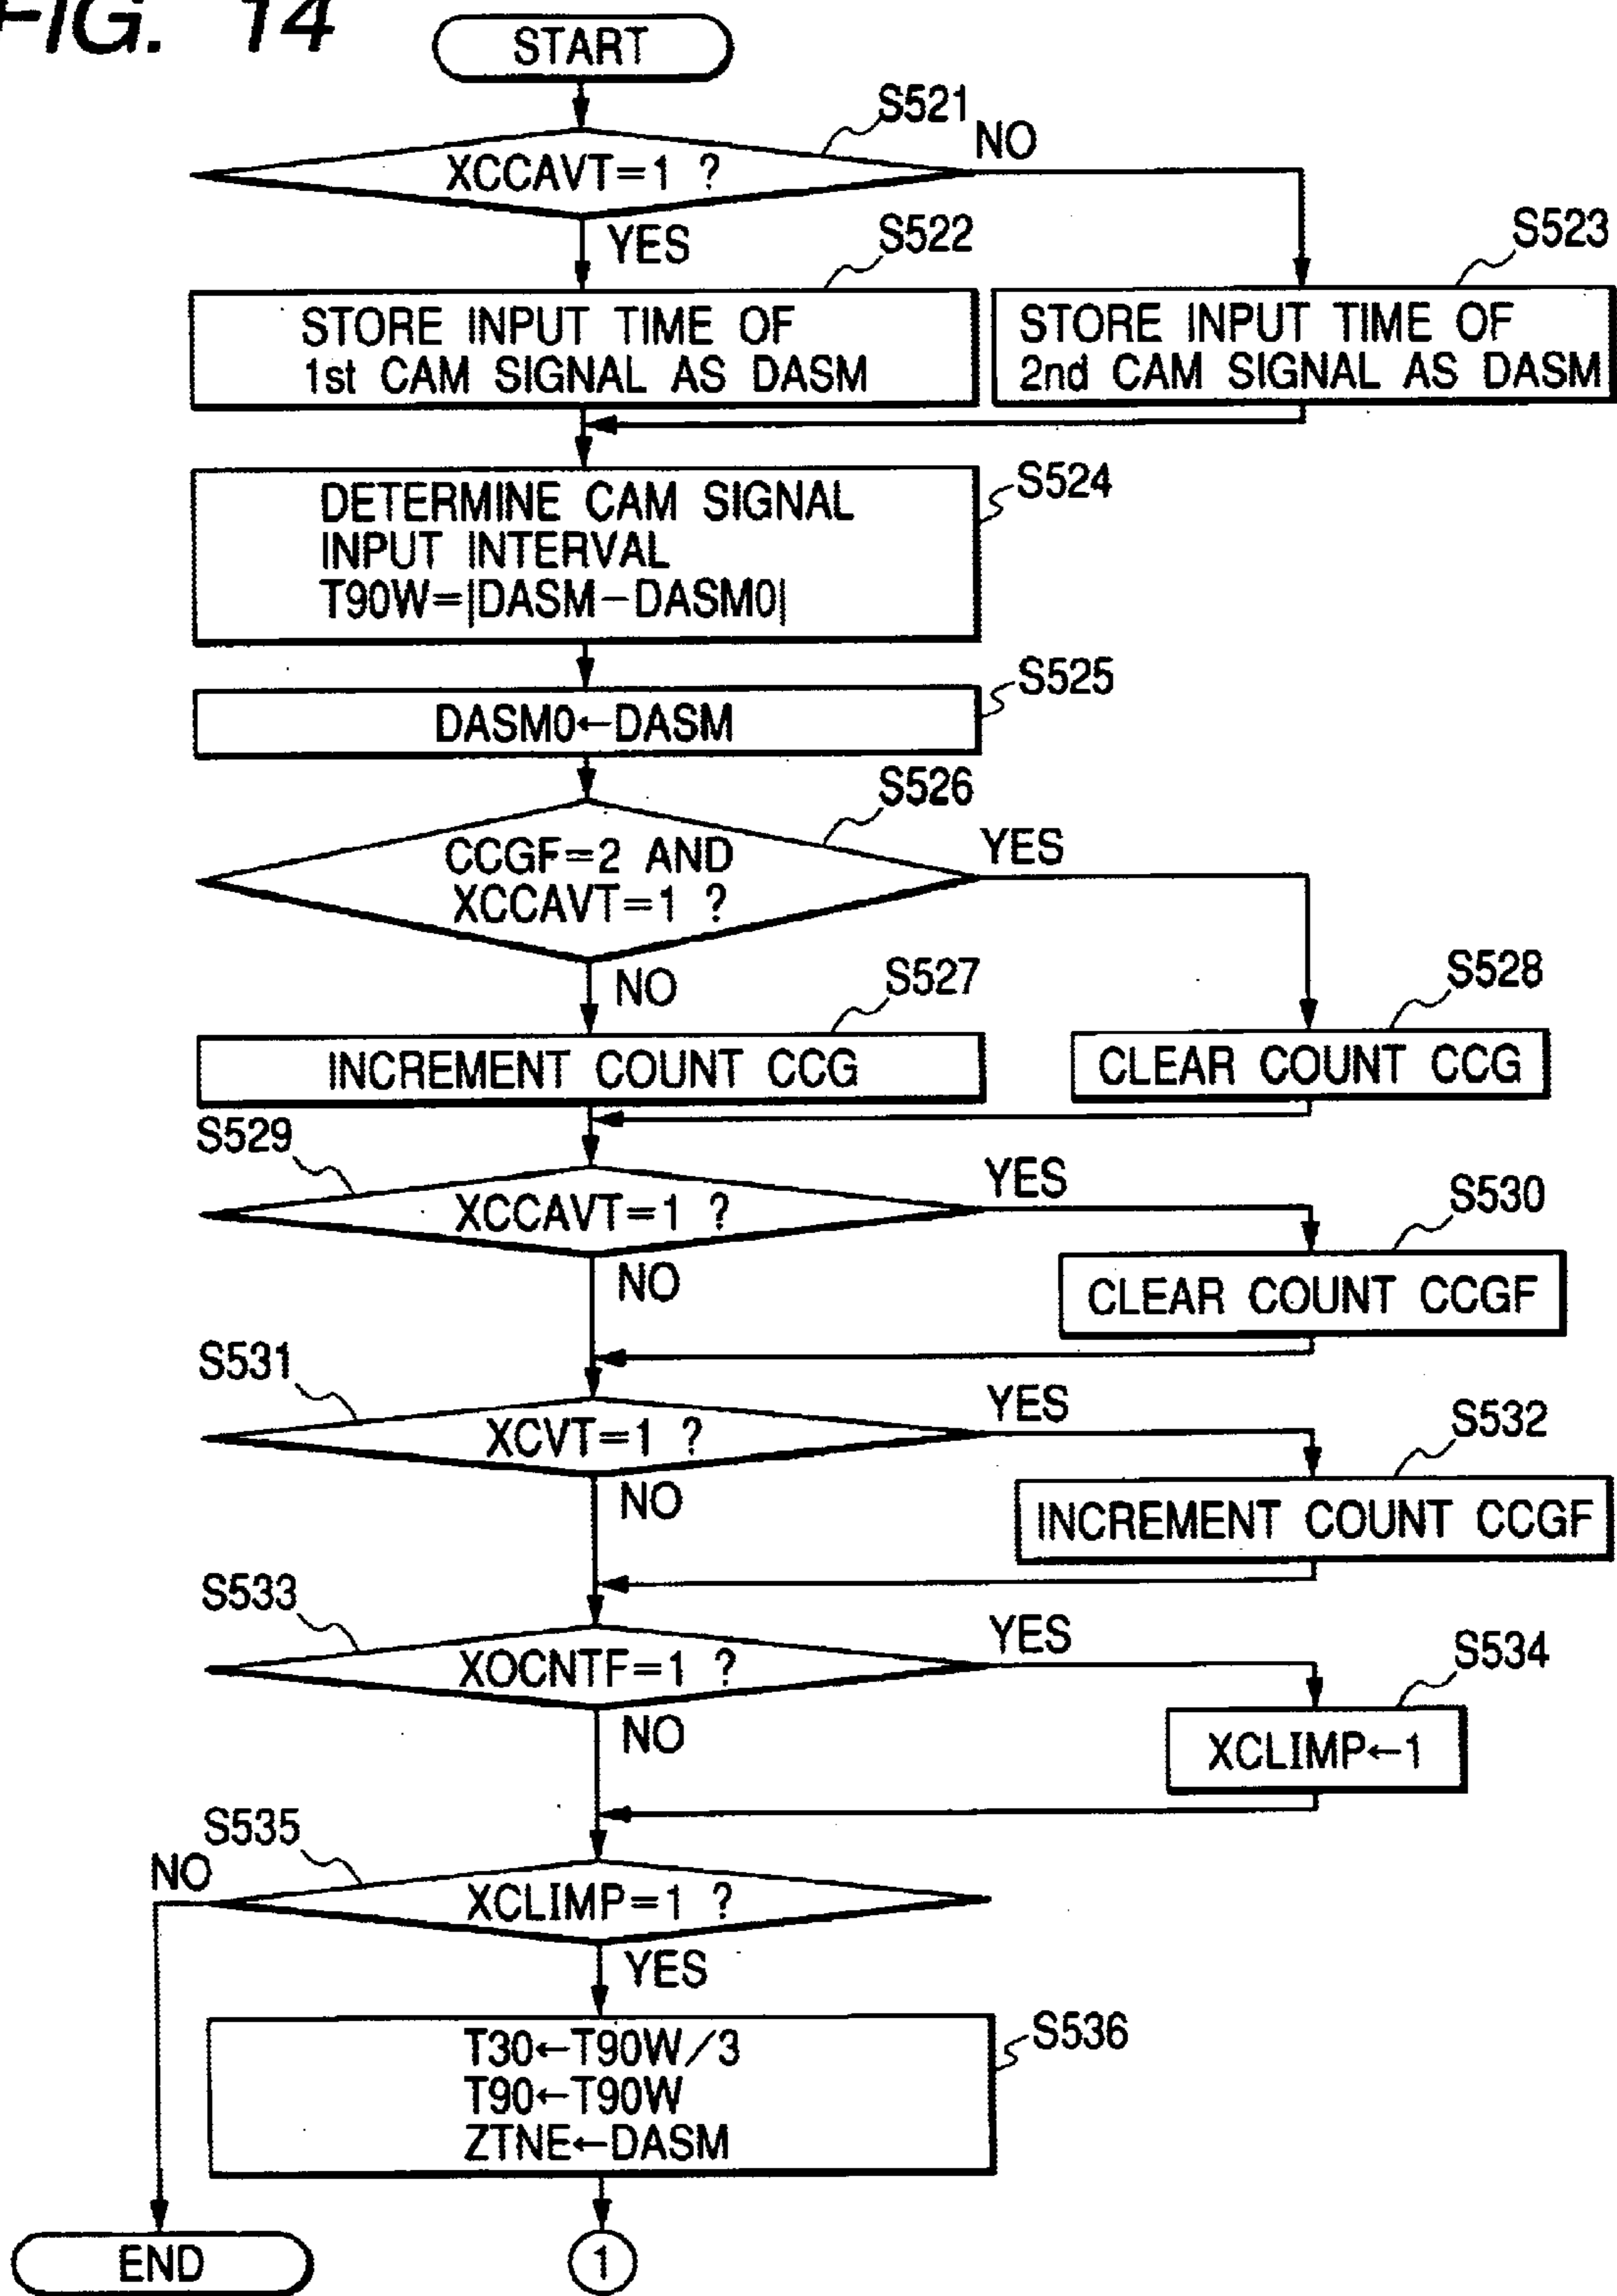 FIG. 14
START
S521
XCCAVT=1 ?
NO
YES
S522
STORE INPUT TIME OF
1st CAM SIGNAL AS DASM
S523
STORE INPUT TIME OF
2nd CAM SIGNAL AS DASM
S524
DETERMINE CAM SIGNAL
INPUT INTERVAL
T90W=|DASM-DASM0|
S525
DASM0←DASM
S526
CCGF=2 AND
XCCAVT=1 ?
YES
NO
S527
INCREMENT COUNT CCG
S528
CLEAR COUNT CCG
S529
XCCAVT=1 ?
YES
NO
S530
CLEAR COUNT CCGF
S531
XCVT=1 ?
YES
NO
S532
INCREMENT COUNT CCGF
S533
XOCNTF=1 ?
YES
NO
S534
XCLIMP←1
S535
NO
XCLIMP=1 ?
YES
S536
T30←T90W/3
T90←T90W
ZTNE←DASM
END
1